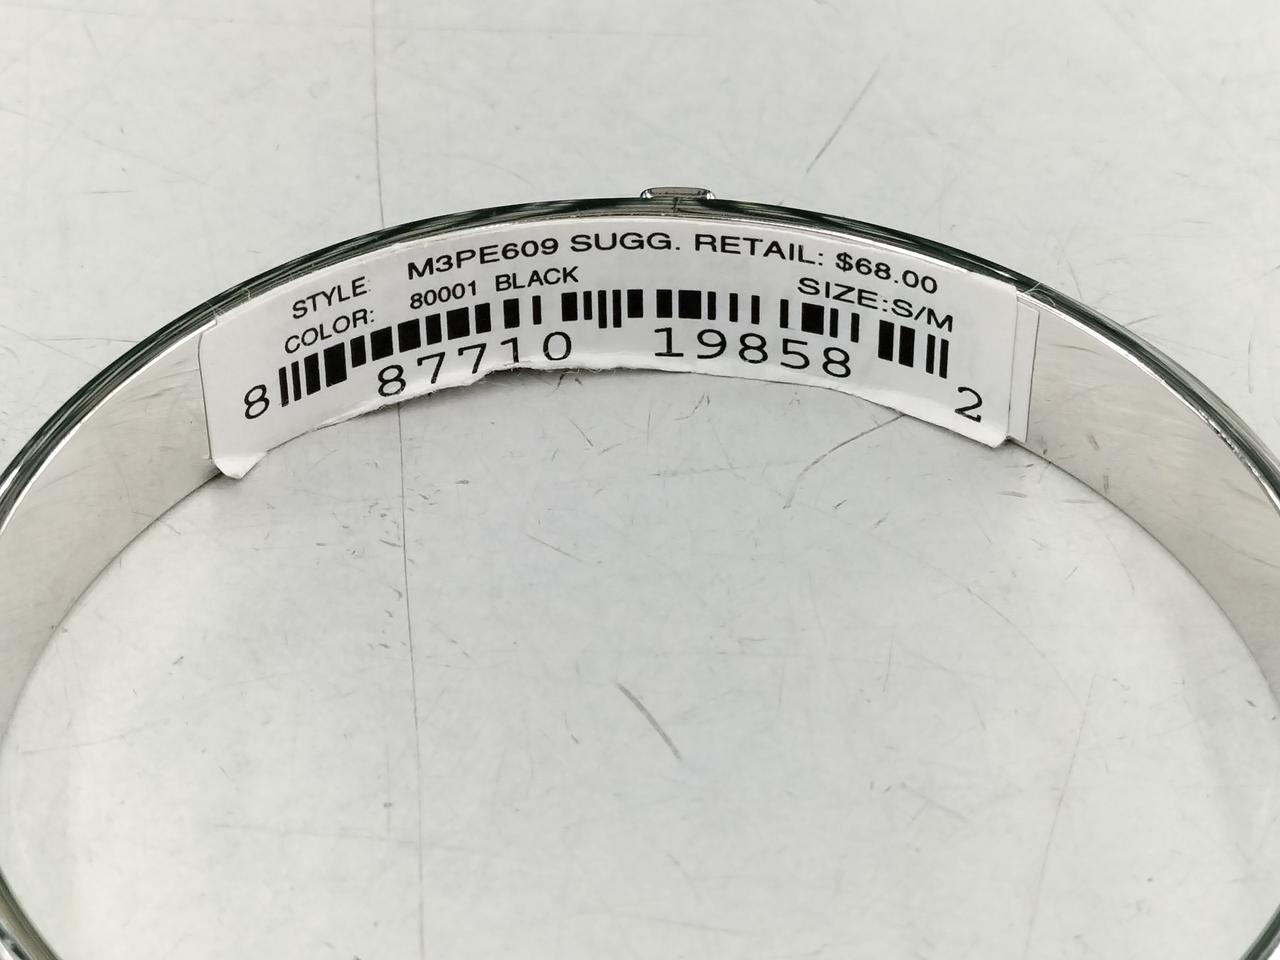 STYLE: M3PE609 SUGG. RETAIL: $68.00
COLOR: 80001 BLACK SIZE:S/M
8 87710 19858 2